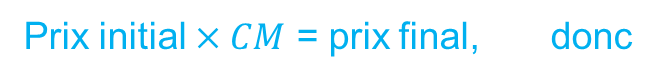 Prix initial × CM = prix final, donc